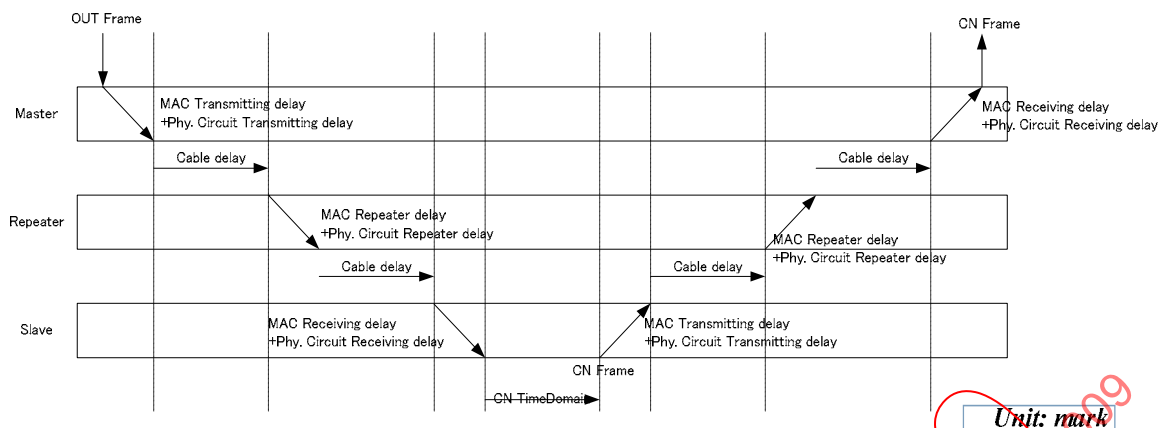 OUT Frame
CN Frame
Master
MAC Transmitting delay
+Phy. Circuit Transmitting delay
MAC Receiving delay
+Phy. Circuit Receiving delay
Cable delay
Cable delay
Repeater
MAC Repeater delay
+Phy. Circuit Repeater delay
MAC Repeater delay
+Phy. Circuit Repeater delay
Cable delay
Cable delay
Slave
MAC Receiving delay
+Phy. Circuit Receiving delay
MAC Transmitting delay
+Phy. Circuit Transmitting delay
CN Frame
CN TimeDomain
Unit: mark